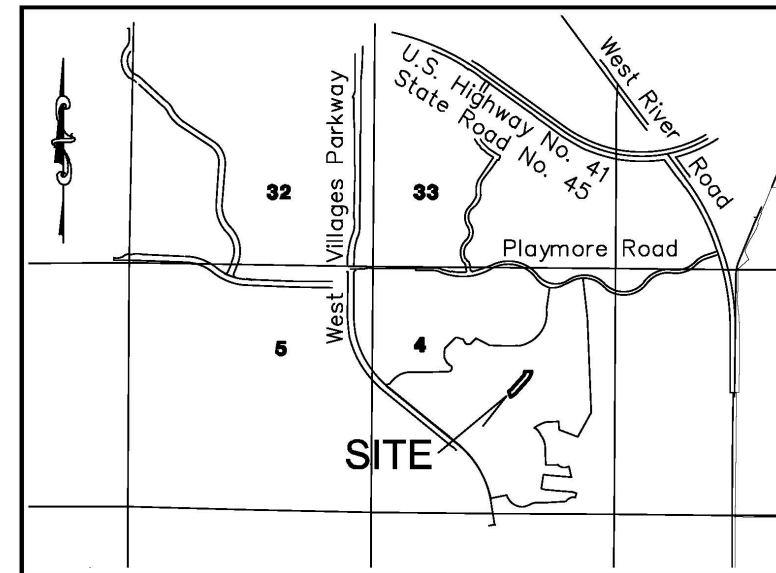 West River
Road
U.S. Highway No. 41
State Road No. 45
West Villages Parkway
32
33
Playmore Road
5
4
SITE